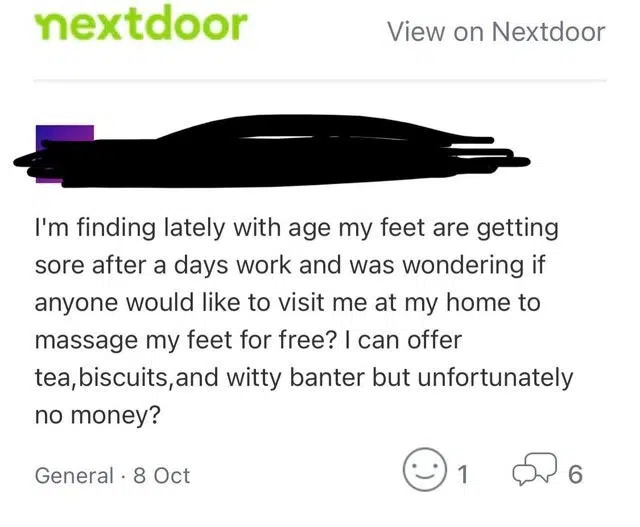 nextdoor
View on Nextdoor
I'm finding lately with age my feet are getting
sore after a days work and was wondering if
anyone would like to visit me at my home to
massage my feet for free? I can offer
tea,biscuits,and witty banter but unfortunately
no money?
General · 8 Oct
1
6